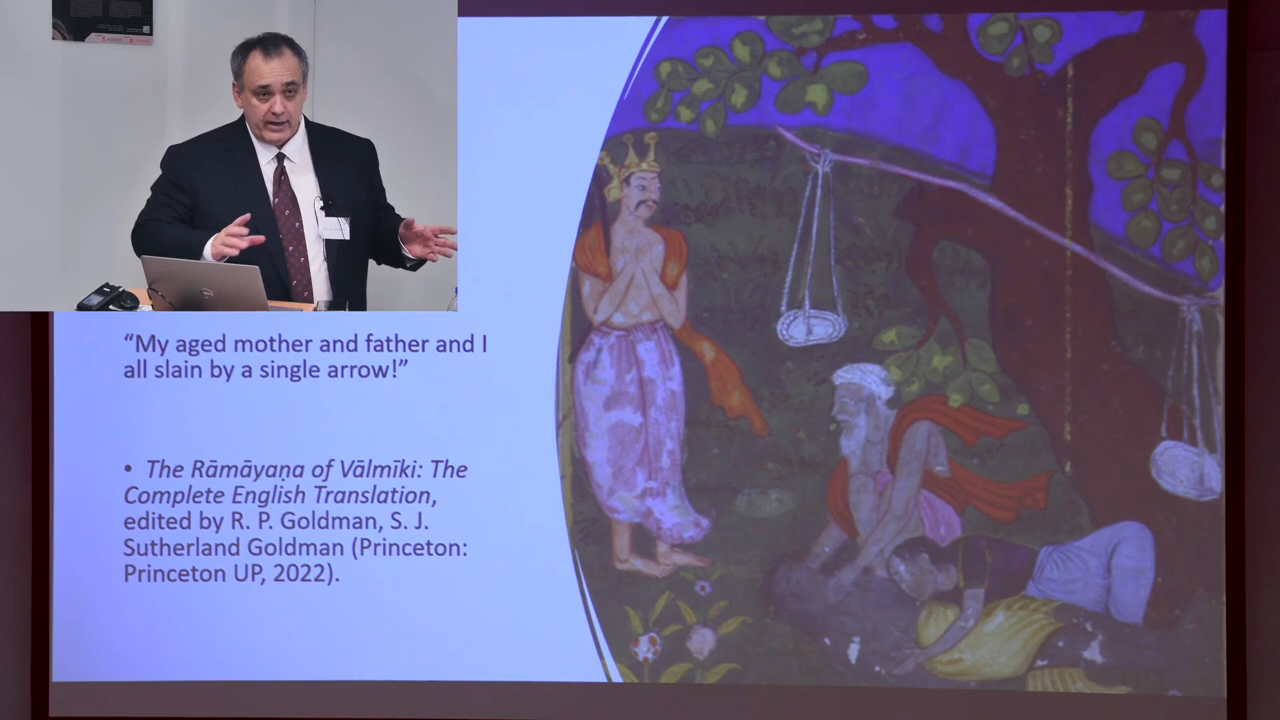 “My aged mother and father and I
all slain by a single arrow!”
• The Rāmāyaṇa of Vālmīki: The
Complete English Translation,
edited by R. P. Goldman, S. J.
Sutherland Goldman (Princeton:
Princeton UP, 2022).